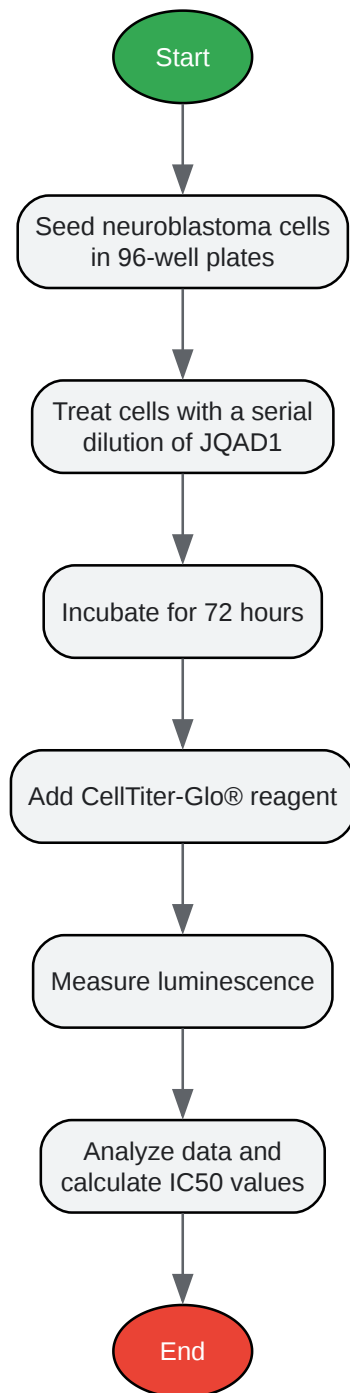 Start
Seed neuroblastoma cells
in 96-well plates
Treat cells with a serial
dilution of JQAD1
Incubate for 72 hours
Add CellTiter-Glo® reagent
Measure luminescence
Analyze data and
calculate IC50 values
End